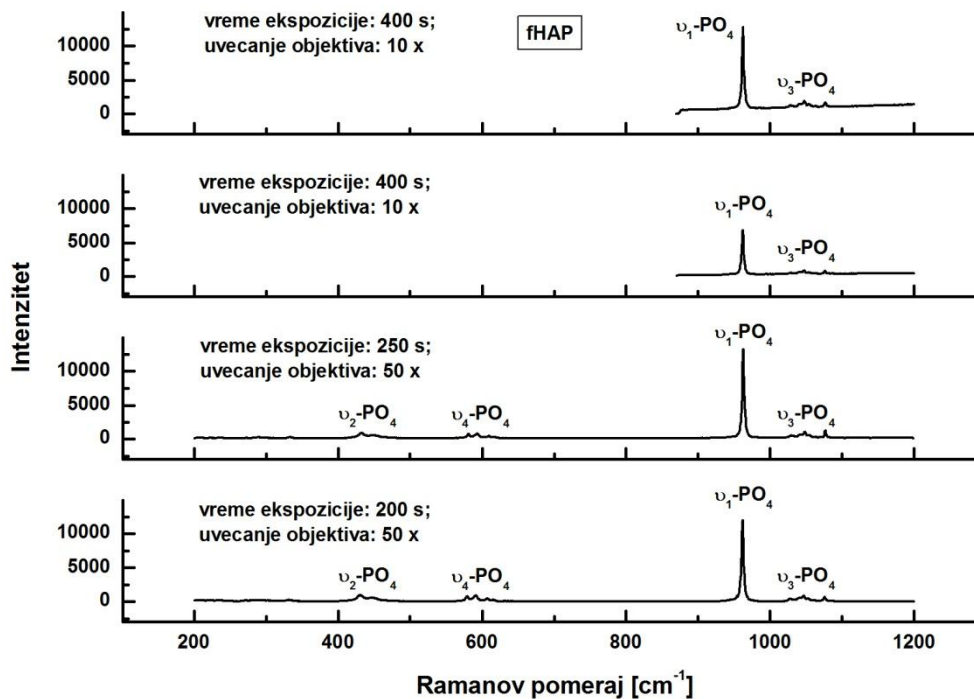 vreme ekspozicije: 400 s;
uvecanje objektiva: 10 x
fHAP
υ₁-PO₄
υ₃-PO₄
10000
5000
0
vreme ekspozicije: 400 s;
uvecanje objektiva: 10 x
υ₁-PO₄
υ₃-PO₄
10000
5000
0
vreme ekspozicije: 250 s;
uvecanje objektiva: 50 x
υ₁-PO₄
υ₂-PO₄
υ₄-PO₄
υ₃-PO₄
10000
5000
0
vreme ekspozicije: 200 s;
uvecanje objektiva: 50 x
υ₁-PO₄
υ₂-PO₄
υ₄-PO₄
υ₃-PO₄
10000
5000
0
200 400 600 800 1000 1200
Intenzitet
Ramanov pomeraj [cm⁻¹]